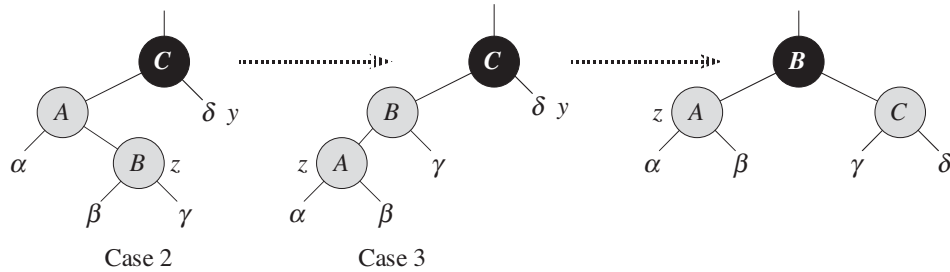 C C B
A δ y B δ y z A C
α B z z A γ α β γ δ
β γ α β
Case 2 Case 3